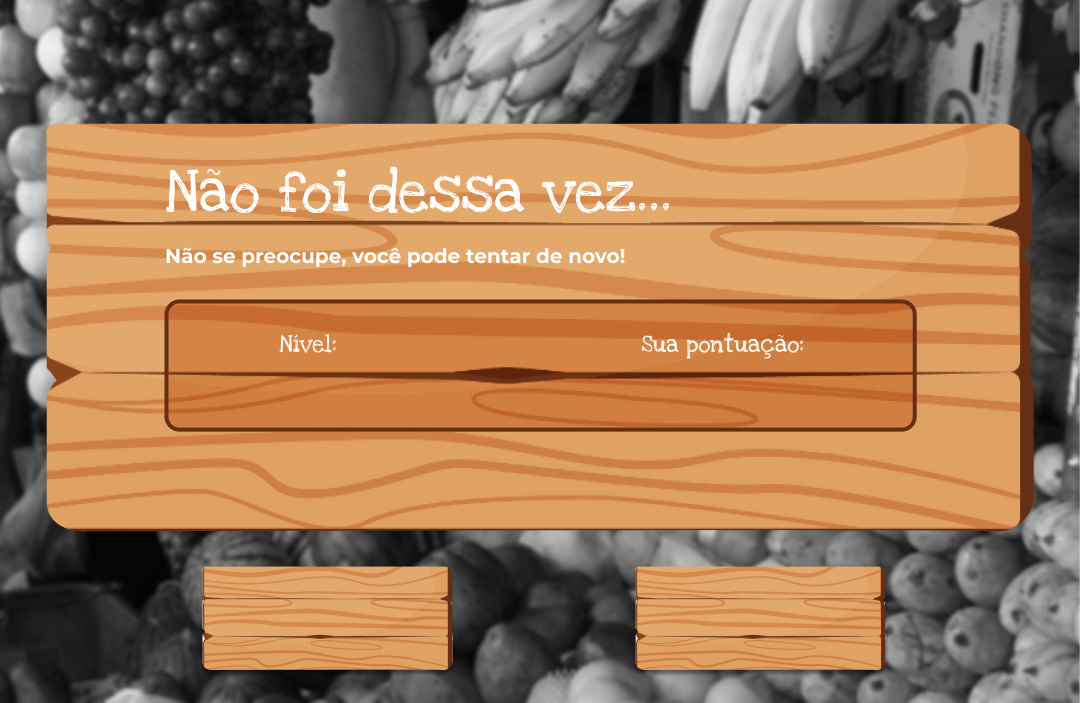 Não foi dessa vez...
Não se preocupe, você pode tentar de novo!
Nível:
Sua pontuação: